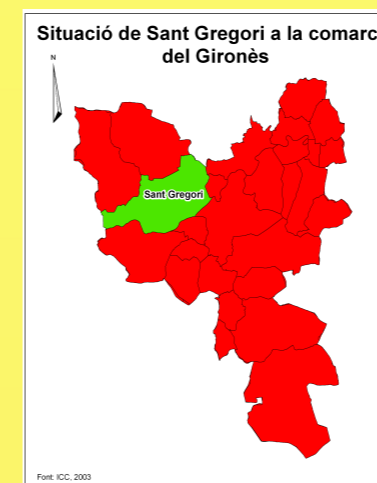 Situació de Sant Gregori a la comarc
del Gironès
N
Sant Gregori
Font: ICC, 2003